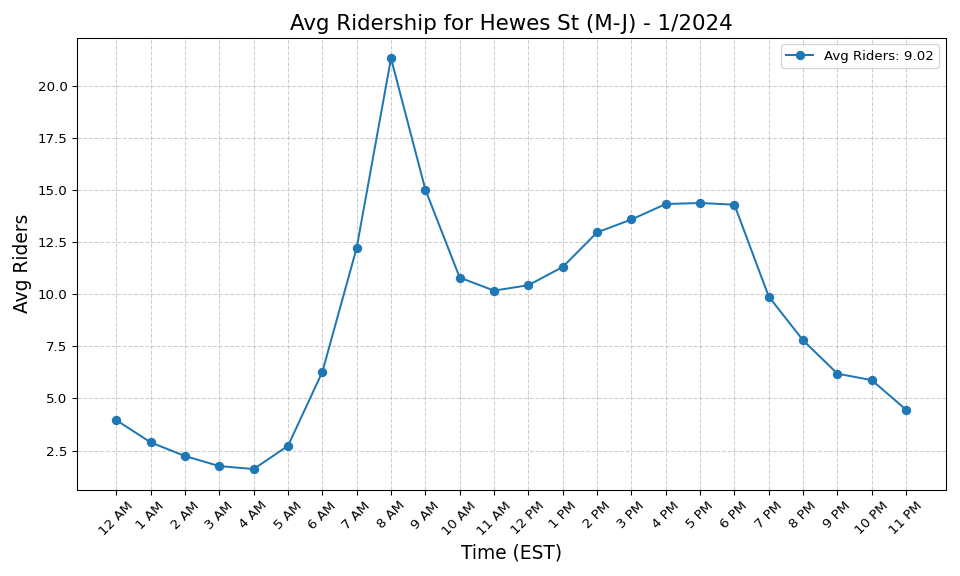 Avg Ridership for Hewes St (M-J) - 1/2024
Avg Riders: 9.02
Avg Riders
20.0
17.5
15.0
12.5
10.0
7.5
5.0
2.5
12 AM
1 AM
2 AM
3 AM
4 AM
5 AM
6 AM
7 AM
8 AM
9 AM
10 AM
11 AM
12 PM
1 PM
2 PM
3 PM
4 PM
5 PM
6 PM
7 PM
8 PM
9 PM
10 PM
11 PM
Time (EST)